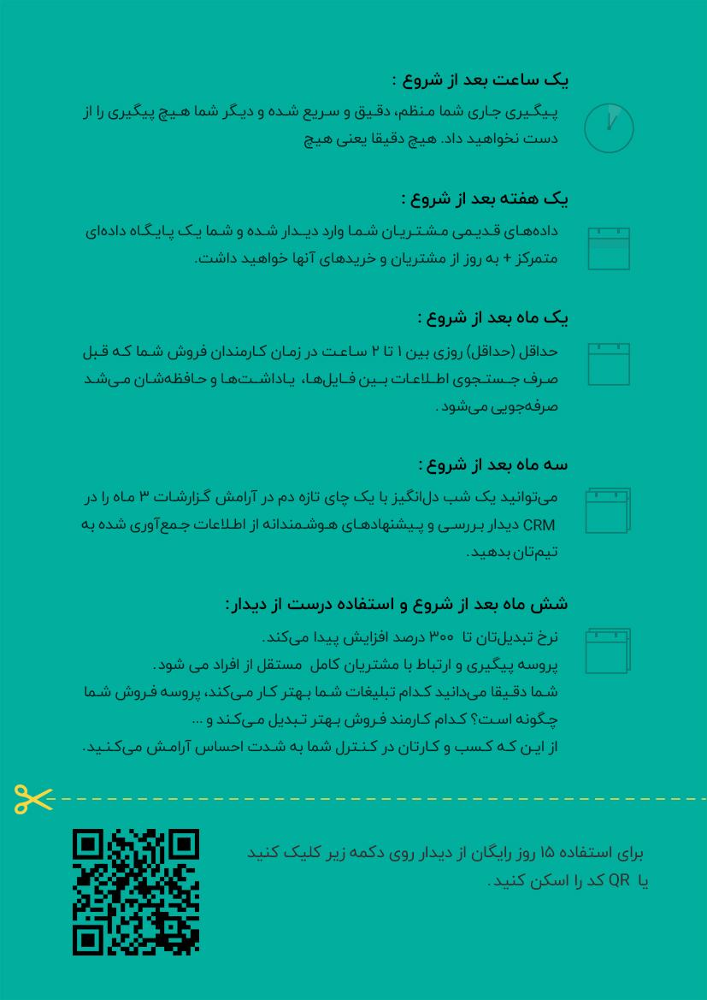 یک ساعت بعد از شروع :
پیگیری جاری شما منظم، دقیق و سریع شده و دیگر شما هیچ پیگیری را از
دست نخواهید داد. هیچ دقیقا یعنی هیچ
یک هفته بعد از شروع :
داده‌های قدیمی مشتریان شما وارد دیدار شده و شما یک پایگاه داده‌ای
متمرکز + به روز از مشتریان و خریدهای آنها خواهید داشت.
یک ماه بعد از شروع :
حداقل (حداقل) روزی بین ۱ تا ۲ ساعت در زمان کارمندان فروش شما که قبل
صرف جستجوی اطلاعات بین فایل‌ها، یاداشت‌ها و حافظه‌شان می‌شد
صرفه‌جویی می‌شود .
سه ماه بعد از شروع :
می‌توانید یک شب دل‌انگیز با یک چای تازه دم در آرامش گزارشات ۳ ماه را در
CRM دیدار بررسی و پیشنهادهای هوشمندانه از اطلاعات جمع‌آوری شده به
تیم‌تان بدهید.
شش ماه بعد از شروع و استفاده درست از دیدار:
نرخ تبدیل‌تان تا ۳۰۰ درصد افزایش پیدا می‌کند.
پروسه پیگیری و ارتباط با مشتریان کامل مستقل از افراد می شود.
شما دقیقا می‌دانید کدام تبلیغات شما بهتر کار می‌کند، پروسه فروش شما
چگونه است؟ کدام کارمند فروش بهتر تبدیل می‌کند و ...
از این که کسب و کارتان در کنترل شما به شدت احساس آرامش می‌کنید.
برای استفاده ۱۵ روز رایگان از دیدار روی دکمه زیر کلیک کنید
یا QR کد را اسکن کنید.